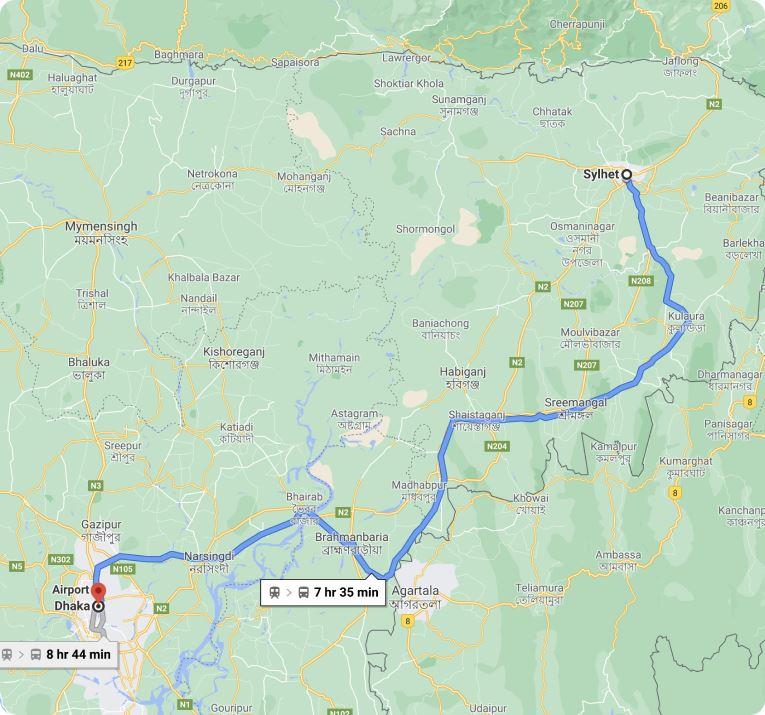 206
Cherrapunji
Dalu
Baghmara
217
Sapaisora
Lawrergor
Jaflong
জাফলং
N402
Haluaghat
হালুয়াঘাট
Durgapur
দুর্গাপুর
Shoktiar Khola
Sunamganj
সুনামগঞ্জ
N2
Chhatak
ছাতক
Sachna
Netrokona
নেত্রকোনা
Mohanganj
মোহনগঞ্জ
Sylhet
Beanibazar
বিয়ানীবাজার
Mymensingh
ময়মনসিংহ
Shormongol
Osmaninagar
ওসমানী
নগর
উপজেলা
Barlekha
বড়লেখা
Khalbala Bazar
N2
N208
Trishal
ত্রিশাল
Nandail
নান্দাইল
N207
Kulaura
কুলাউড়া
Baniachong
বানিয়াচং
Moulvibazar
মৌলভীবাজার
Kishoreganj
কিশোরগঞ্জ
Mithamain
মিঠামইন
Bhaluka
ভালুকা
N2
N207
Habiganj
হবিগঞ্জ
Dharmanagar
ধারমানগর
8
Sreemangal
শ্রীমঙ্গল
Astagram
অষ্টগ্রাম
Shaistaganj
শায়েস্তাগঞ্জ
Katiadi
কটিয়াদী
Panisagar
পানিসাগর
Sreepur
শ্রীপুর
N204
Kamalpur
কমলপুর
Kumarghat
কুমারঘাট
N3
Madhabpur
মাধবপুর
8
Bhairab
ভৈরব
বাজার
Khowai
খোয়াই
N2
Kanchanp
কাঞ্চনপু
Gazipur
গাজীপুর
Brahmanbaria
ব্রাহ্মণবাড়ীয়া
Narsingdi
নরসিংদী
Ambassa
আমবাসা
N5
N302
N105
Airport
7 hr 35 min
Agartala
আগরতলা
Teliamura
তেলিয়ামুরা
Dhaka
N2
8
8 hr 44 min
N1
Gouripur
N102
Udaipur